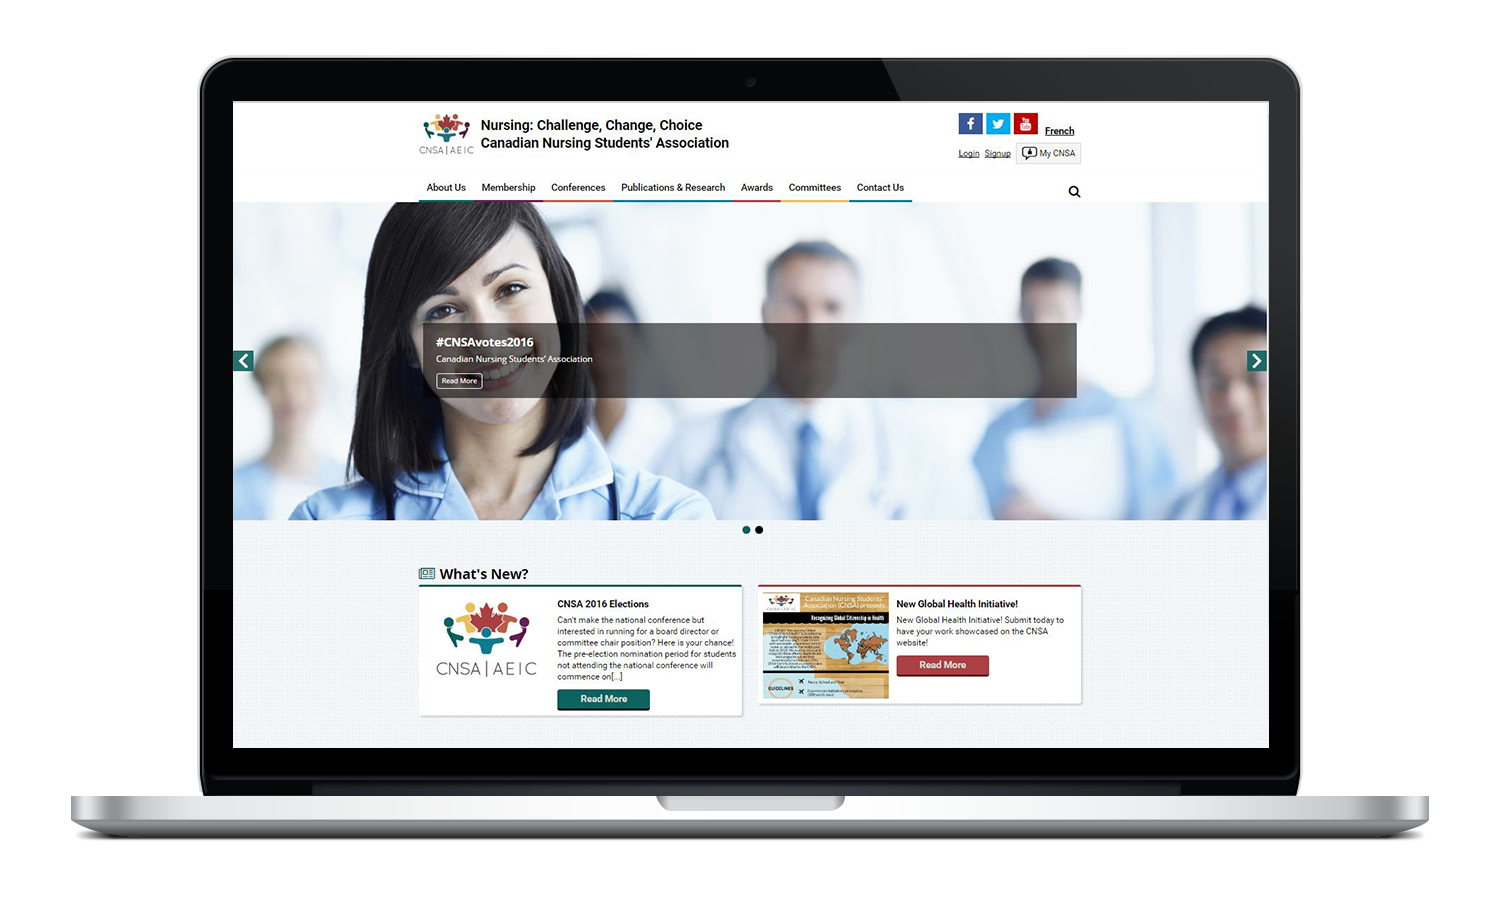 CNSA | AEIC
Nursing: Challenge, Change, Choice
Canadian Nursing Students' Association
f
You
Tube
French
Login Signup My CNSA
About Us Membership Conferences Publications & Research Awards Committees Contact Us
#CNSAvotes2016
Canadian Nursing Students' Association
Read More
What's New?
CNSA | AEIC
CNSA 2016 Elections
Can't make the national conference but
interested in running for a board director or
committee chair position? Here is your chance!
The pre-election nomination period for students
not attending the national conference will
commence on[...]
Read More
Canadian Nursing Students'
Association (CNSA) presents
Recognizing Global Citizenship in Health
GUIDELINES
New Global Health Initiative!
New Global Health Initiative! Submit today to
have your work showcased on the CNSA
website!
Read More